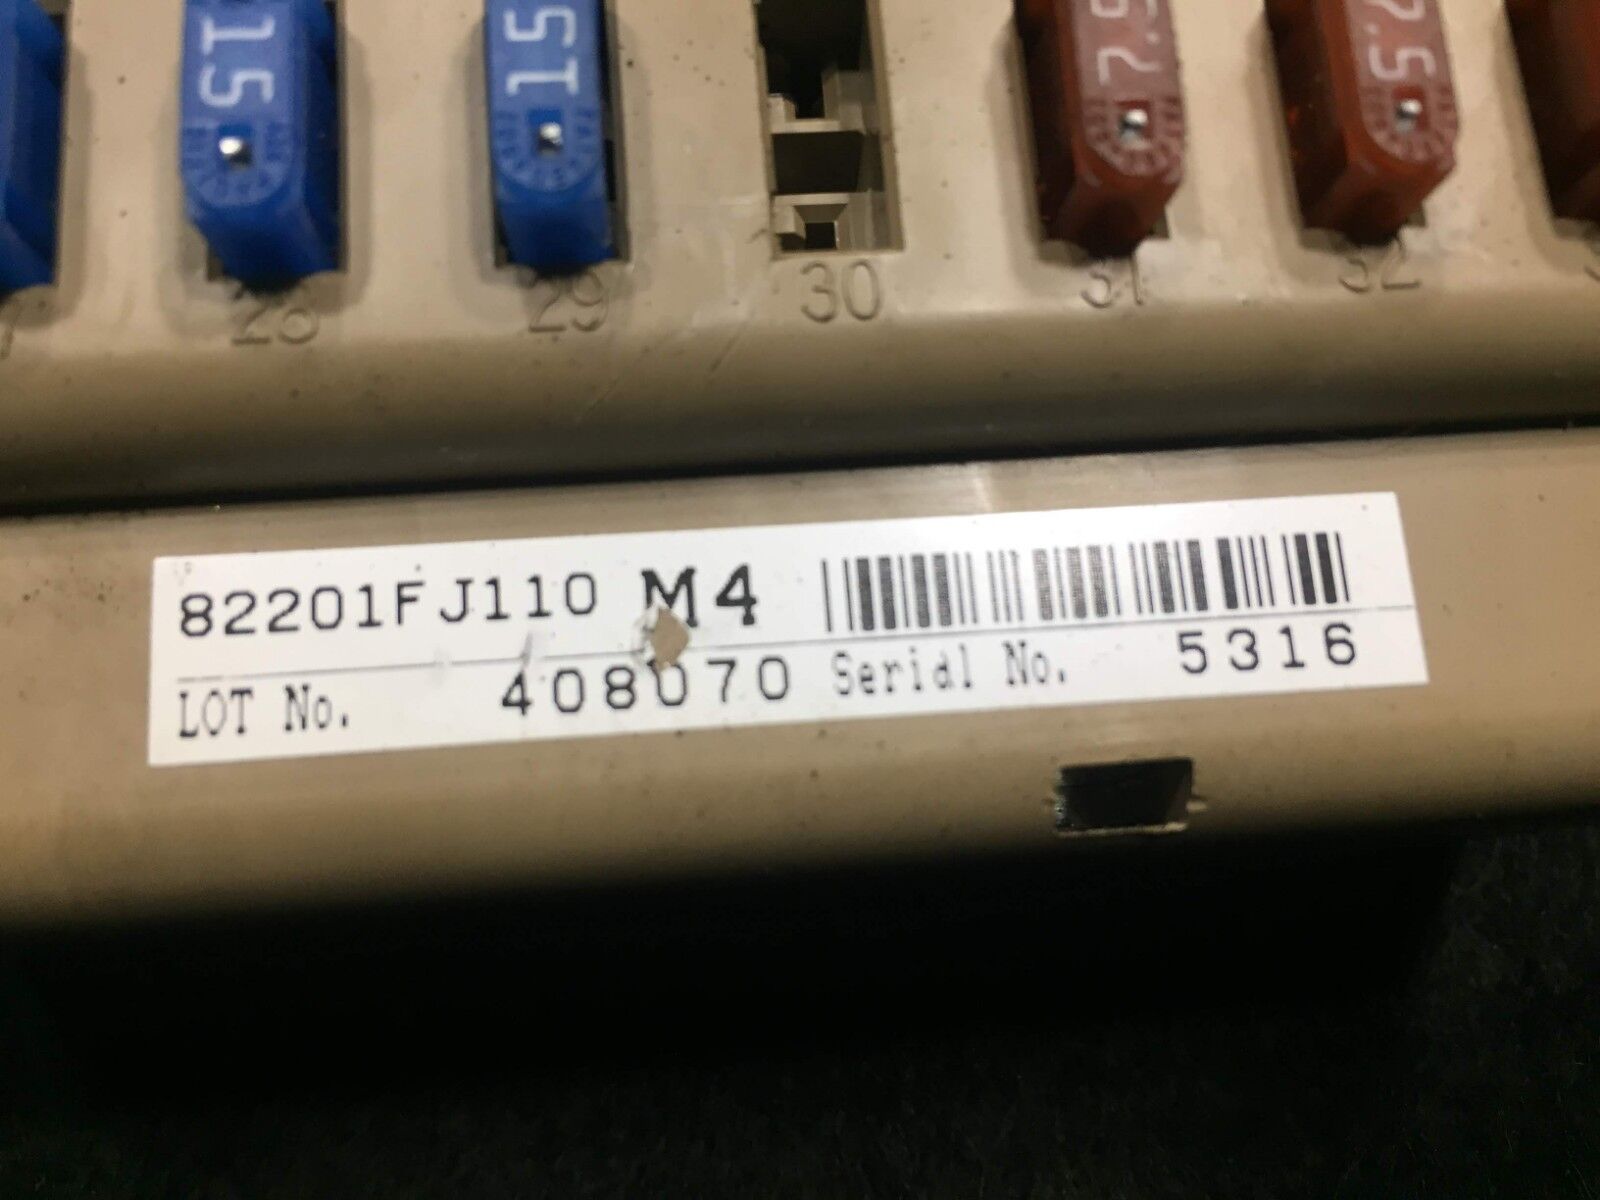 15 15 7.5 7.5
28 29 30 31 32
82201FJ110 M4
LOT No. 408070 Serial No. 5316